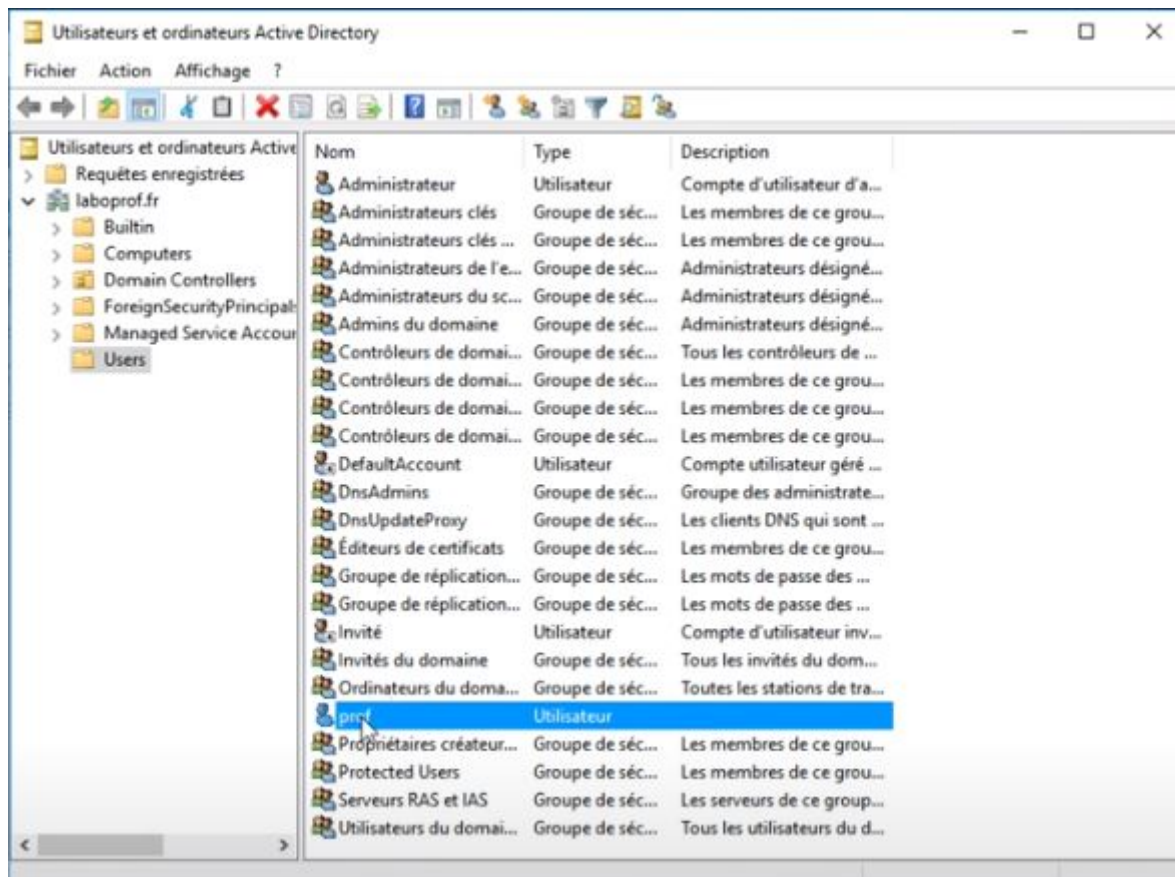 Utilisateurs et ordinateurs Active Directory
Fichier Action Affichage ?
Utilisateurs et ordinateurs Active
Requêtes enregistrées
laboprof.fr
Builtin
Computers
Domain Controllers
ForeignSecurityPrincipal
Managed Service Accour
Users
Nom Type Description
Administrateur Utilisateur Compte d'utilisateur d'a...
Administrateurs clés Groupe de séc... Les membres de ce grou...
Administrateurs clés ... Groupe de séc... Les membres de ce grou...
Administrateurs de l'e... Groupe de séc... Administrateurs désigné...
Administrateurs du sc... Groupe de séc... Administrateurs désigné...
Admins du domaine Groupe de séc... Administrateurs désigné...
Contrôleurs de domai... Groupe de séc... Tous les contrôleurs de ...
Contrôleurs de domai... Groupe de séc... Les membres de ce grou...
Contrôleurs de domai... Groupe de séc... Les membres de ce grou...
Contrôleurs de domai... Groupe de séc... Les membres de ce grou...
DefaultAccount Utilisateur Compte utilisateur géré ...
DnsAdmins Groupe de séc... Groupe des administrate...
DnsUpdateProxy Groupe de séc... Les clients DNS qui sont ...
Éditeurs de certificats Groupe de séc... Les membres de ce grou...
Groupe de réplication... Groupe de séc... Les mots de passe des ...
Groupe de réplication... Groupe de séc... Les mots de passe des ...
Invité Utilisateur Compte d'utilisateur inv...
Invités du domaine Groupe de séc... Tous les invités du dom...
Ordinateurs du doma... Groupe de séc... Toutes les stations de tra...
prof Utilisateur
Propriétaires créateur... Groupe de séc... Les membres de ce grou...
Protected Users Groupe de séc... Les membres de ce grou...
Serveurs RAS et IAS Groupe de séc... Les serveurs de ce group...
Utilisateurs du domai... Groupe de séc... Tous les utilisateurs du d...